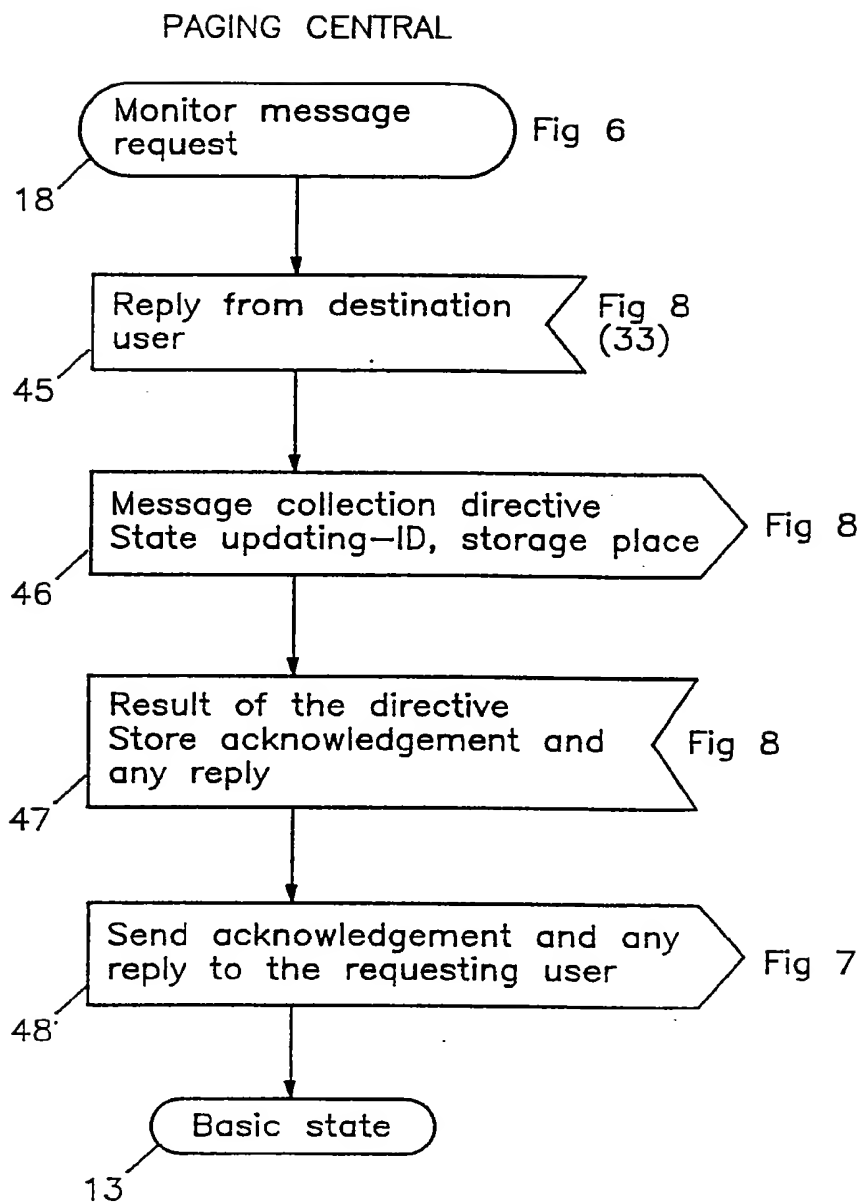 PAGING CENTRAL
Monitor message
request
Fig 6
18
Reply from destination
user
Fig 8
(33)
45
Message collection directive
State updating-ID, storage place
Fig 8
46
Result of the directive
Store acknowledgement and
any reply
Fig 8
47
Send acknowledgement and any
reply to the requesting user
Fig 7
48
Basic state
13